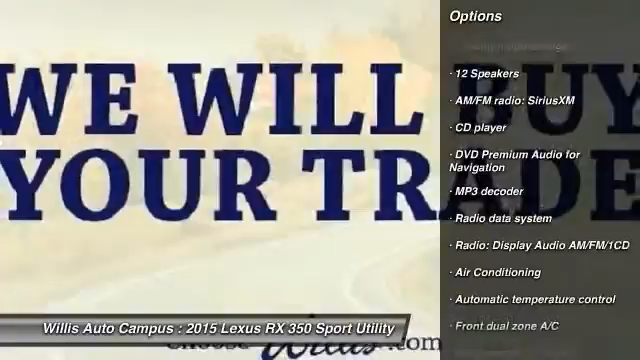 Options
WE WILL BUY
YOUR TRADE
· 12 Speakers
· AM/FM radio: SiriusXM
· CD player
· DVD Premium Audio for
Navigation
· MP3 decoder
· Radio data system
· Radio: Display Audio AM/FM/1CD
· Air Conditioning
· Automatic temperature control
· Front dual zone A/C
Willis Auto Campus : 2015 Lexus RX 350 Sport Utility
Willis.com